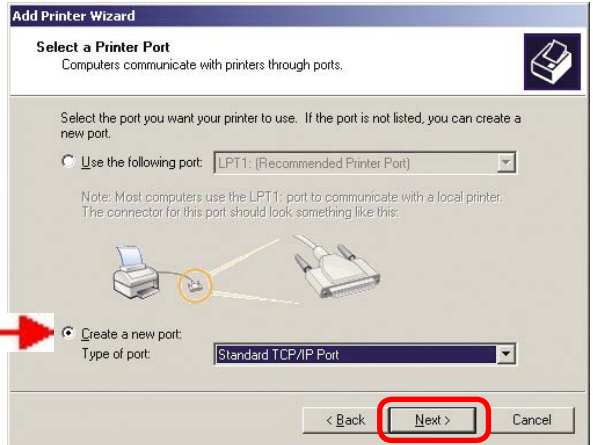 Add Printer Wizard
Select a Printer Port
Computers communicate with printers through ports.
Select the port you want your printer to use. If the port is not listed, you can create a
new port.
Use the following port: LPT1: (Recommended Printer Port)
Note: Most computers use the LPT1: port to communicate with a local printer.
The connector for this port should look something like this:
Create a new port:
Type of port: Standard TCP/IP Port
< Back Next > Cancel